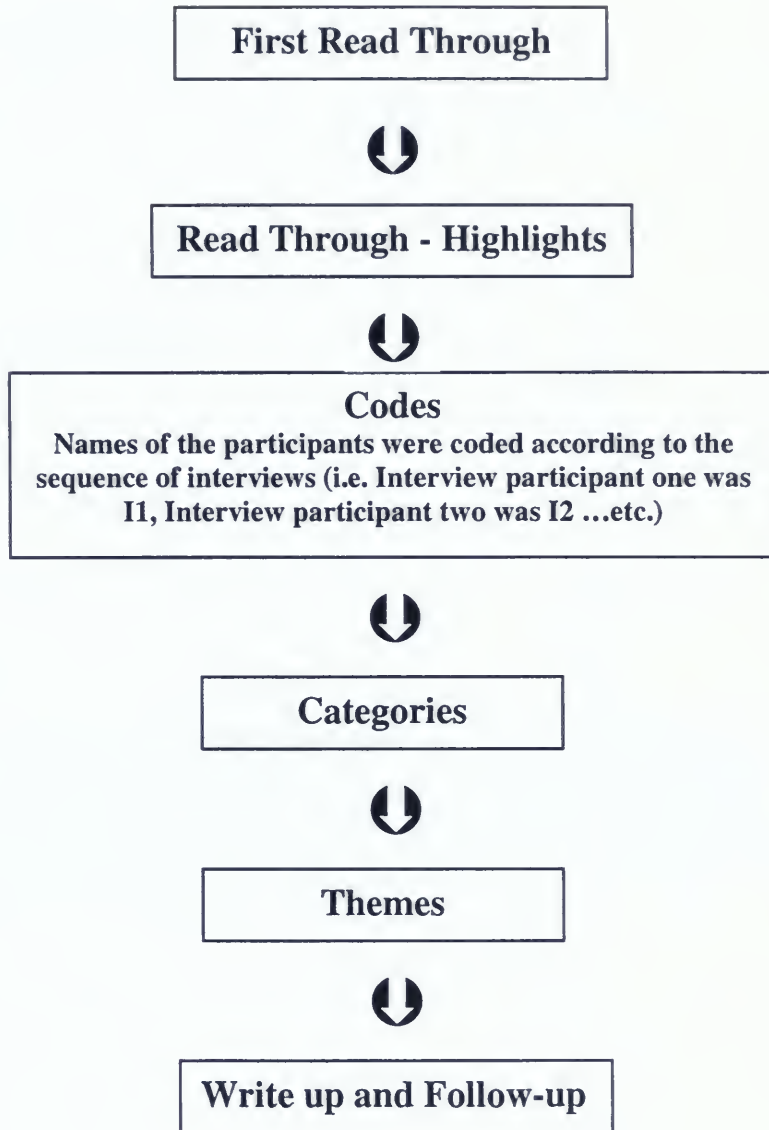 First Read Through
Read Through - Highlights
Codes
Names of the participants were coded according to the
sequence of interviews (i.e. Interview participant one was
I1, Interview participant two was I2 ...etc.)
Categories
Themes
Write up and Follow-up